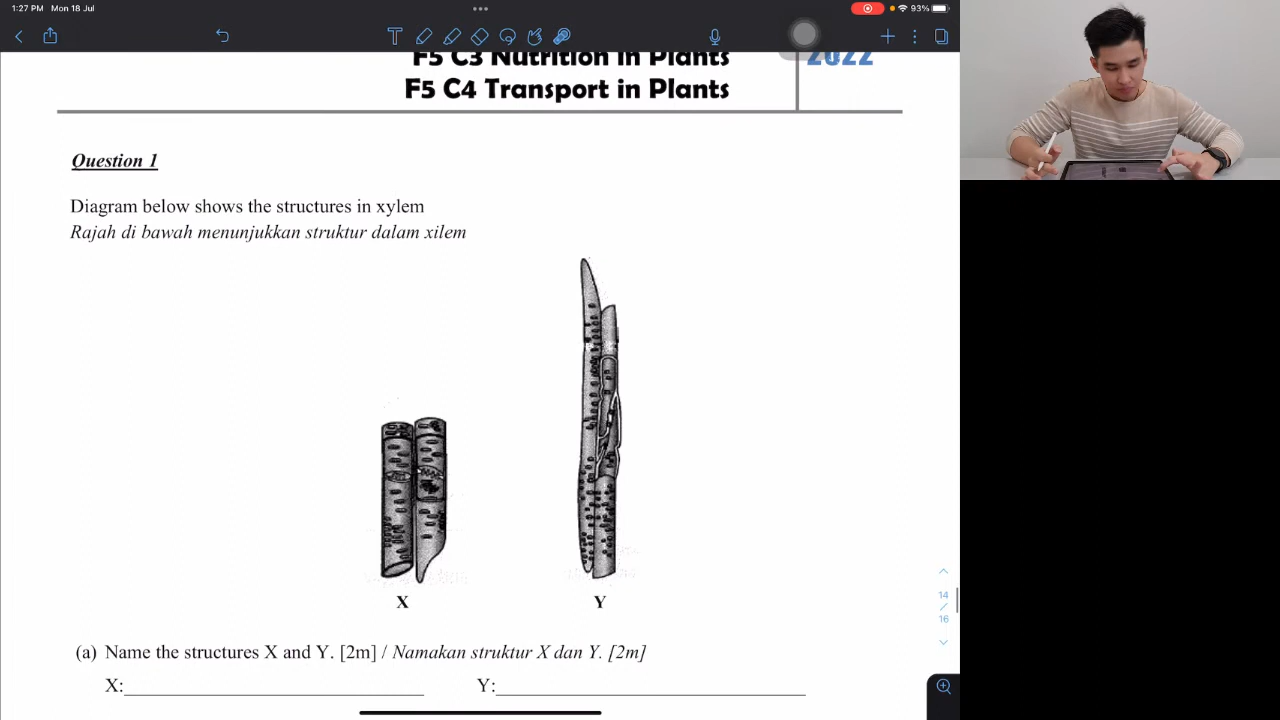 1:27 PM Mon 18 Jul
93%
F5 C3 Nutrition in Plants
2022
F5 C4 Transport in Plants
Question 1
Diagram below shows the structures in xylem
Rajah di bawah menunjukkan struktur dalam xilem
X
Y
14
/
16
(a) Name the structures X and Y. [2m] / Namakan struktur X dan Y. [2m]
X:
Y: